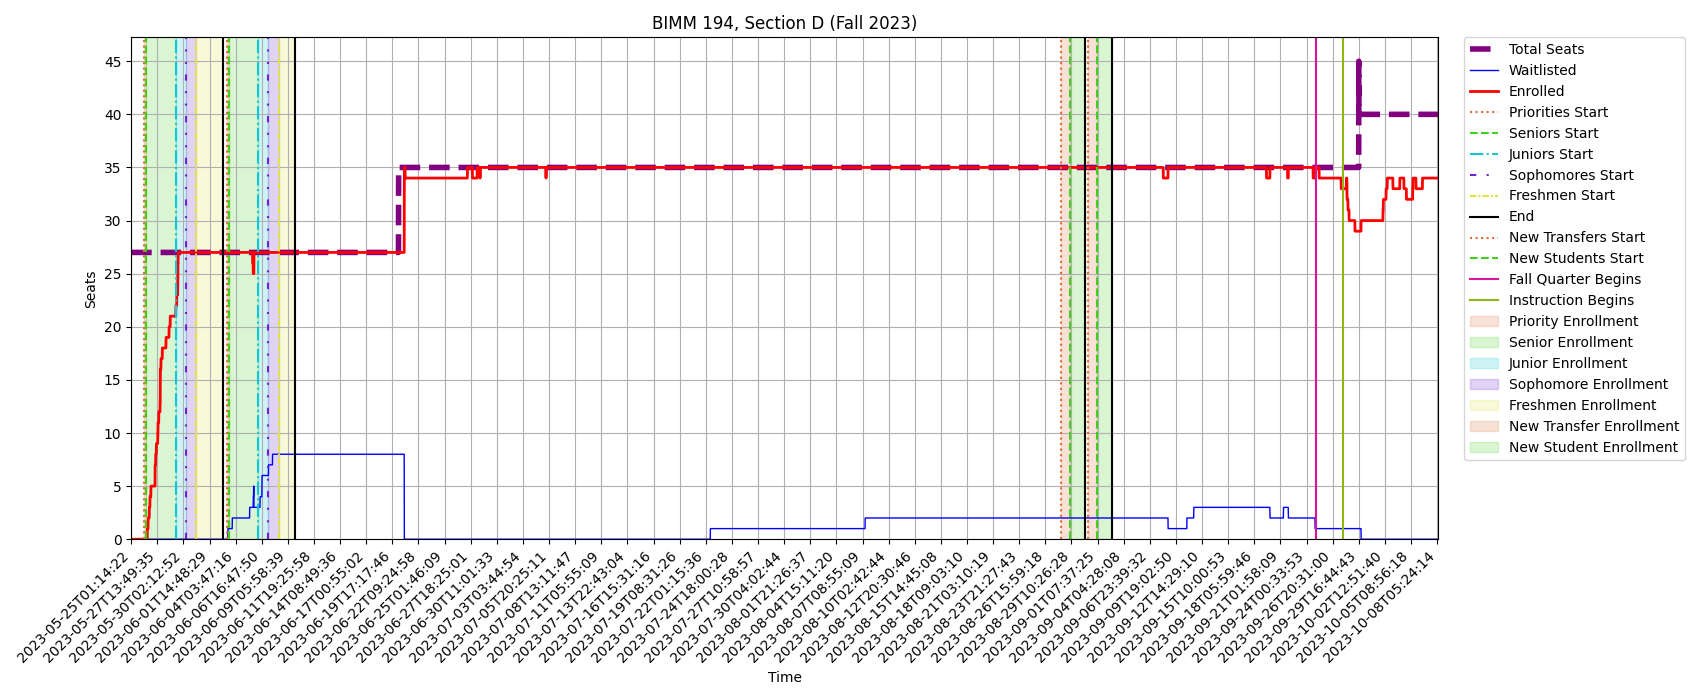 BIMM 194, Section D (Fall 2023)
Seats
45
40
35
30
25
20
15
10
5
0
2023-05-25T01:14:22
2023-05-27T13:49:35
2023-05-30T02:12:52
2023-06-01T14:48:29
2023-06-04T03:47:16
2023-06-06T16:47:50
2023-06-09T05:58:39
2023-06-11T19:25:58
2023-06-14T08:49:36
2023-06-17T00:55:02
2023-06-19T17:17:46
2023-06-22T09:24:58
2023-06-25T01:46:09
2023-06-27T18:25:01
2023-06-30T11:01:33
2023-07-03T03:44:54
2023-07-05T20:25:11
2023-07-08T13:11:47
2023-07-11T05:55:09
2023-07-13T22:43:04
2023-07-16T15:31:16
2023-07-19T08:31:26
2023-07-22T01:15:36
2023-07-24T18:00:28
2023-07-27T10:58:57
2023-07-30T04:02:44
2023-08-01T21:26:37
2023-08-04T15:11:20
2023-08-07T08:55:09
2023-08-10T02:42:44
2023-08-12T20:30:46
2023-08-15T14:45:08
2023-08-18T09:03:10
2023-08-21T03:10:19
2023-08-23T21:27:43
2023-08-26T15:59:18
2023-08-29T10:26:28
2023-09-01T07:37:25
2023-09-04T04:28:08
2023-09-06T23:39:32
2023-09-09T19:02:50
2023-09-12T14:29:10
2023-09-15T10:00:53
2023-09-18T05:59:46
2023-09-21T01:58:09
2023-09-24T00:33:53
2023-09-26T20:31:00
2023-09-29T16:44:43
2023-10-02T12:51:40
2023-10-05T08:56:18
2023-10-08T05:24:14
Time
Total Seats
Waitlisted
Enrolled
Priorities Start
Seniors Start
Juniors Start
Sophomores Start
Freshmen Start
End
New Transfers Start
New Students Start
Fall Quarter Begins
Instruction Begins
Priority Enrollment
Senior Enrollment
Junior Enrollment
Sophomore Enrollment
Freshmen Enrollment
New Transfer Enrollment
New Student Enrollment